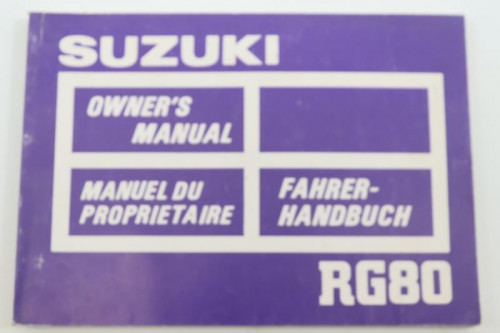 SUZUKI
OWNER'S
MANUAL
MANUEL DU
PROPRIETAIRE
FAHRER-
HANDBUCH
RG80